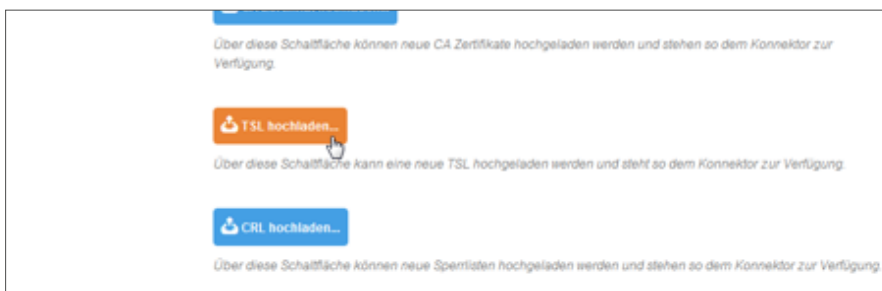 Über diese Schaltfläche können neue CA Zertifikate hochgeladen werden und stehen so dem Konnektor zur
Verfügung.
TSL hochladen...
Über diese Schaltfläche kann eine neue TSL hochgeladen werden und steht so dem Konnektor zur Verfügung.
CRL hochladen...
Über diese Schaltfläche können neue Sperrlisten hochgeladen werden und stehen so dem Konnektor zur Verfügung.